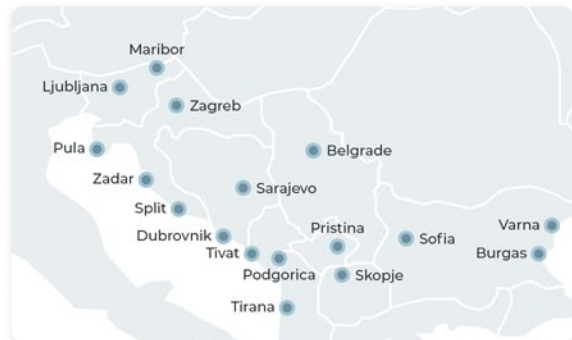 Maribor
Ljubljana
Zagreb
Pula
Belgrade
Zadar
Sarajevo
Split
Dubrovnik
Pristina
Sofia
Varna
Tivat
Burgas
Podgorica
Skopje
Tirana